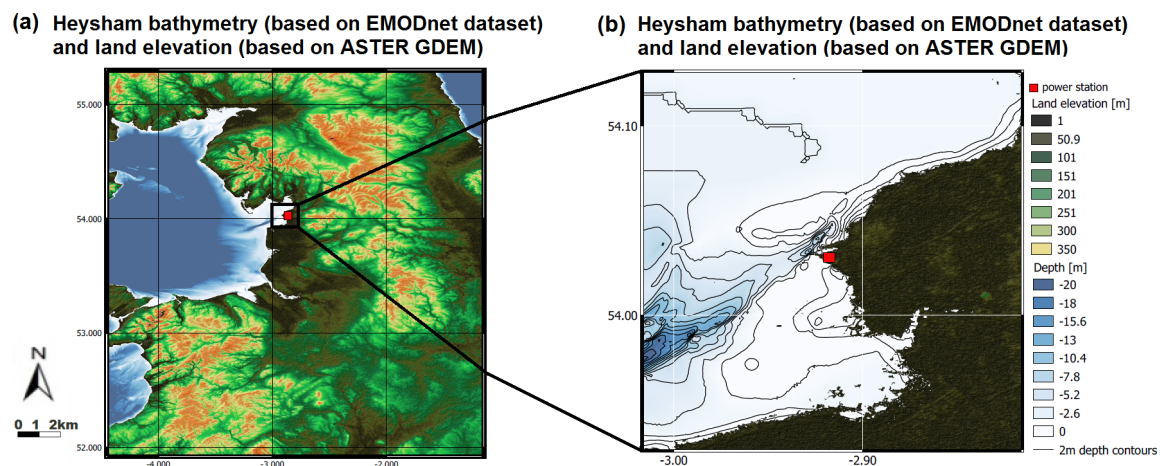 (a) Heysham bathymetry (based on EMODnet dataset)
and land elevation (based on ASTER GDEM)
(b) Heysham bathymetry (based on EMODnet dataset)
and land elevation (based on ASTER GDEM)
55.000
54.000
53.000
52.000
-4.000
-3.000
-2.000
N
0 1 2km
54.10
54.00
-3.00
-2.90
power station
Land elevation [m]
1
50.9
101
151
201
251
300
350
Depth [m]
-20
-18
-15.6
-13
-10.4
-7.8
-5.2
-2.6
0
2m depth contours